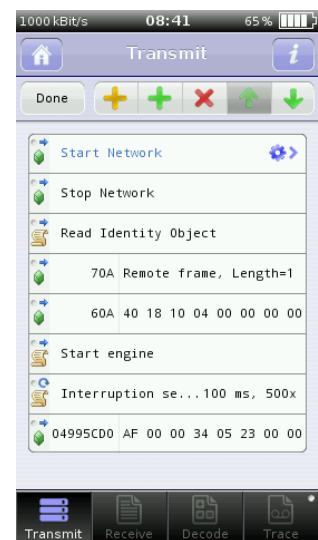 1000 kBit/s 08:41 65 %
Transmit
Done
Start Network
Stop Network
Read Identity Object
70A Remote frame, Length=1
60A 40 18 10 04 00 00 00 00
Start engine
Interruption se...100 ms, 500x
04995CD0 AF 00 00 34 05 23 00 00
Transmit Receive Decode Trace